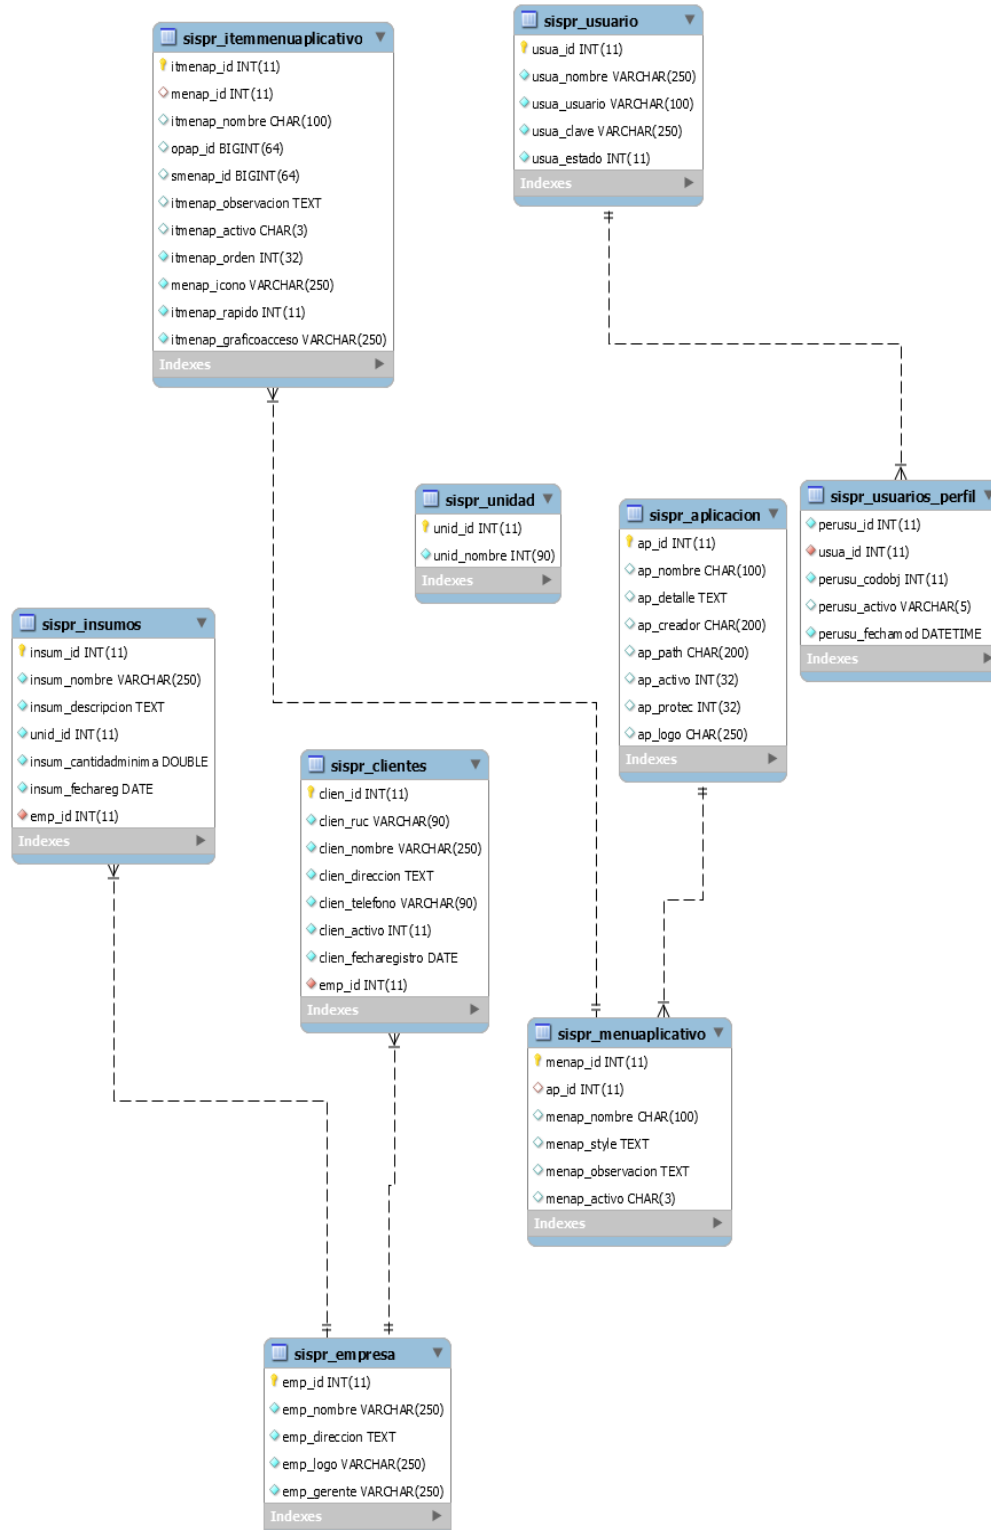 sispr_itemmenuaplicativo
itmenap_id INT(11)
menap_id INT(11)
itmenap_nombre CHAR(100)
opap_id BIGINT(64)
smenap_id BIGINT(64)
itmenap_observacion TEXT
itmenap_activo CHAR(3)
itmenap_orden INT(32)
menap_icono VARCHAR(250)
itmenap_rapido INT(11)
itmenap_graficoacceso VARCHAR(250)
Indexes
sispr_usuario
usua_id INT(11)
usua_nombre VARCHAR(250)
usua_usuario VARCHAR(100)
usua_clave VARCHAR(250)
usua_estado INT(11)
Indexes
sispr_unidad
unid_id INT(11)
unid_nombre INT(90)
Indexes
sispr_aplicacion
ap_id INT(11)
ap_nombre CHAR(100)
ap_detalle TEXT
ap_creador CHAR(200)
ap_path CHAR(200)
ap_activo INT(32)
ap_protec INT(32)
ap_logo CHAR(250)
Indexes
sispr_usuarios_perfil
perusu_id INT(11)
usua_id INT(11)
perusu_codobj INT(11)
perusu_activo VARCHAR(5)
perusu_fechamod DATETIME
Indexes
sispr_insumos
insum_id INT(11)
insum_nombre VARCHAR(250)
insum_descripcion TEXT
unid_id INT(11)
insum_cantidadminima DOUBLE
insum_fechareg DATE
emp_id INT(11)
Indexes
sispr_clientes
clien_id INT(11)
clien_ruc VARCHAR(90)
clien_nombre VARCHAR(250)
clien_direccion TEXT
clien_telefono VARCHAR(90)
clien_activo INT(11)
clien_fecharegistro DATE
emp_id INT(11)
Indexes
sispr_menuaplicativo
menap_id INT(11)
ap_id INT(11)
menap_nombre CHAR(100)
menap_style TEXT
menap_observacion TEXT
menap_activo CHAR(3)
Indexes
sispr_empresa
emp_id INT(11)
emp_nombre VARCHAR(250)
emp_direccion TEXT
emp_logo VARCHAR(250)
emp_gerente VARCHAR(250)
Indexes